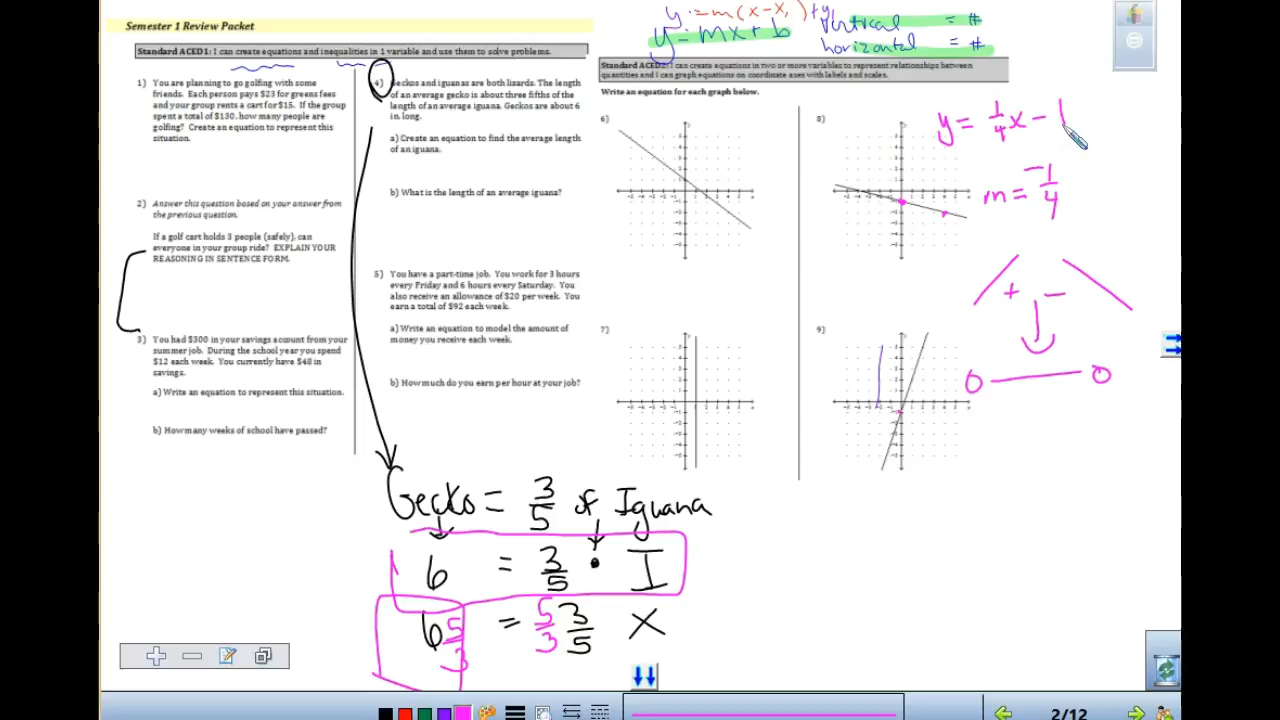 Semester 1 Review Packet
Standard ACED1: I can create equations and inequalities in 1 variable and use them to solve problems.
1) You are planning to go golfing with some
friends. Each person pays $23 for greens fees
and your group rents a cart for $15. If the group
spent a total of $130, how many people are
golfing? Create an equation to represent this
situation.
2) Answer this question based on your answer from
the previous question.
If a golf cart holds 3 people (safely), can
everyone in your group ride? EXPLAIN YOUR
REASONING IN SENTENCE FORM.
3) You had $300 in your savings account from your
summer job. During the school year you spend
$12 each week. You currently have $48 in
savings.
a) Write an equation to represent this situation.
b) How many weeks of school have passed?
4) Geckos and iguanas are both lizards. The length
of an average gecko is about three fifths of the
length of an average iguana. Geckos are about 6
in. long.
a) Create an equation to find the average length
of an iguana.
b) What is the length of an average iguana?
5) You have a part-time job. You work for 3 hours
every Friday and 6 hours every Saturday. You
also receive an allowance of $20 per week. You
earn a total of $92 each week.
a) Write an equation to model the amount of
money you receive each week.
b) How much do you earn per hour at your job?
Gecko = 3/5 of Iguana
6 = 3/5 • I
6 5/3 = 5/3 3/5 x
y = m(x-x₁)+y₁
y = mx + b
vertical = #
horizontal = #
Standard ACED2: I can create equations in two or more variables to represent relationships between
quantities and I can graph equations on coordinate axes with labels and scales.
Write an equation for each graph below.
6)
7)
8)
y = 1/4 x - 1
m = -1/4
+ -
0 0
9)
2/12